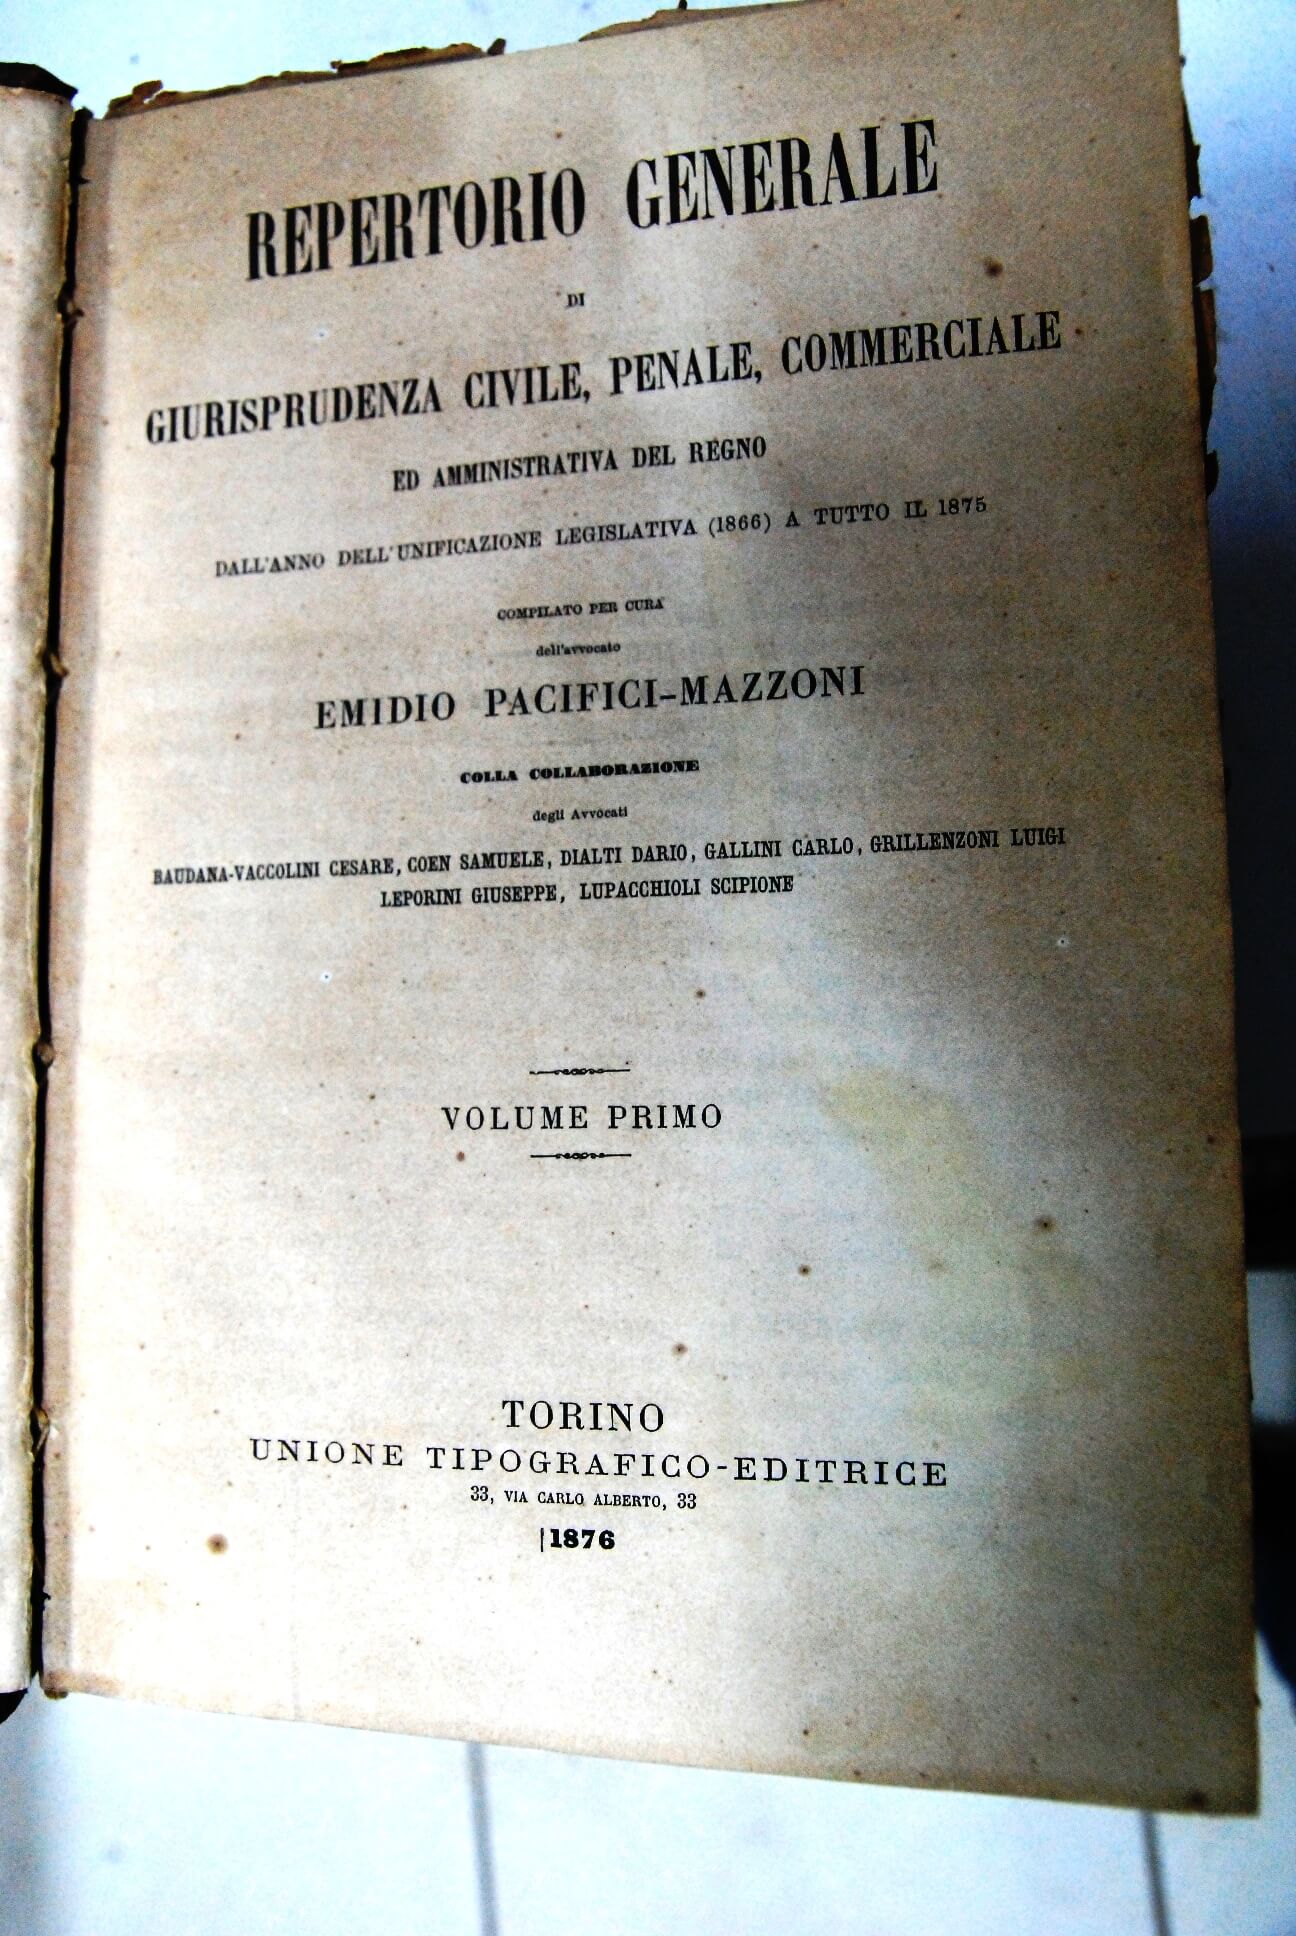 REPERTORIO GENERALE
DI
GIURISPRUDENZA CIVILE, PENALE, COMMERCIALE
ED AMMINISTRATIVA DEL REGNO
DALL'ANNO DELL'UNIFICAZIONE LEGISLATIVA (1866) A TUTTO IL 1875
COMPILATO PER CURA
dell'avvocato
EMIDIO PACIFICI-MAZZONI
COLLA COLLABORAZIONE
degli Avvocati
BAUDANA-VACCOLINI CESARE, COEN SAMUELE, DIALTI DARIO, GALLINI CARLO, GRILLENZONI LUIGI
LEPORINI GIUSEPPE, LUPACCHIOLI SCIPIONE
VOLUME PRIMO
TORINO
UNIONE TIPOGRAFICO-EDITRICE
33, VIA CARLO ALBERTO, 33
1876